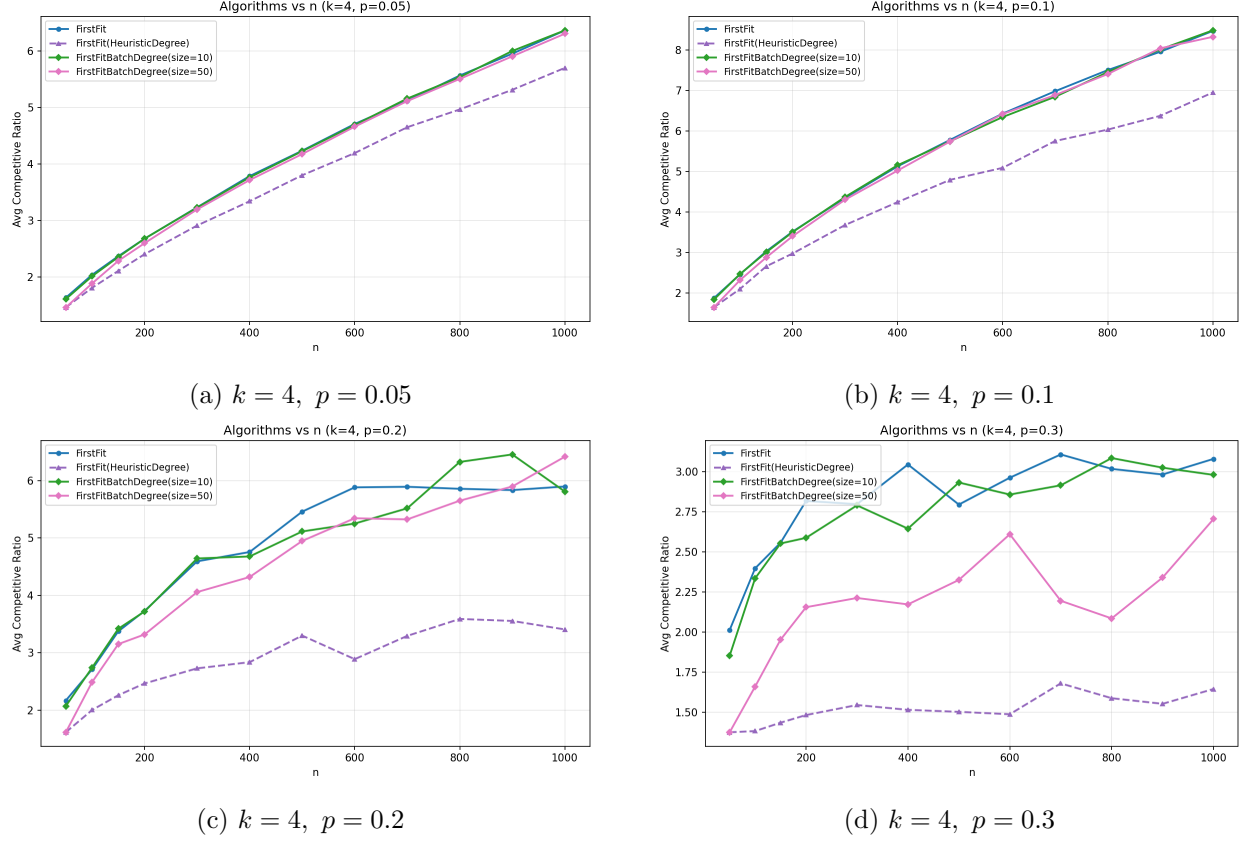 Algorithms vs n (k=4, p=0.05)
FirstFit
FirstFit(HeuristicDegree)
FirstFitBatchDegree(size=10)
FirstFitBatchDegree(size=50)
Avg Competitive Ratio
6
5
4
3
2
200 400 600 800 1000
n
(a) k = 4, p = 0.05
Algorithms vs n (k=4, p=0.1)
FirstFit
FirstFit(HeuristicDegree)
FirstFitBatchDegree(size=10)
FirstFitBatchDegree(size=50)
Avg Competitive Ratio
8
7
6
5
4
3
2
200 400 600 800 1000
n
(b) k = 4, p = 0.1
Algorithms vs n (k=4, p=0.2)
FirstFit
FirstFit(HeuristicDegree)
FirstFitBatchDegree(size=10)
FirstFitBatchDegree(size=50)
Avg Competitive Ratio
6
5
4
3
2
200 400 600 800 1000
n
(c) k = 4, p = 0.2
Algorithms vs n (k=4, p=0.3)
FirstFit
FirstFit(HeuristicDegree)
FirstFitBatchDegree(size=10)
FirstFitBatchDegree(size=50)
Avg Competitive Ratio
3.00
2.75
2.50
2.25
2.00
1.75
1.50
200 400 600 800 1000
n
(d) k = 4, p = 0.3